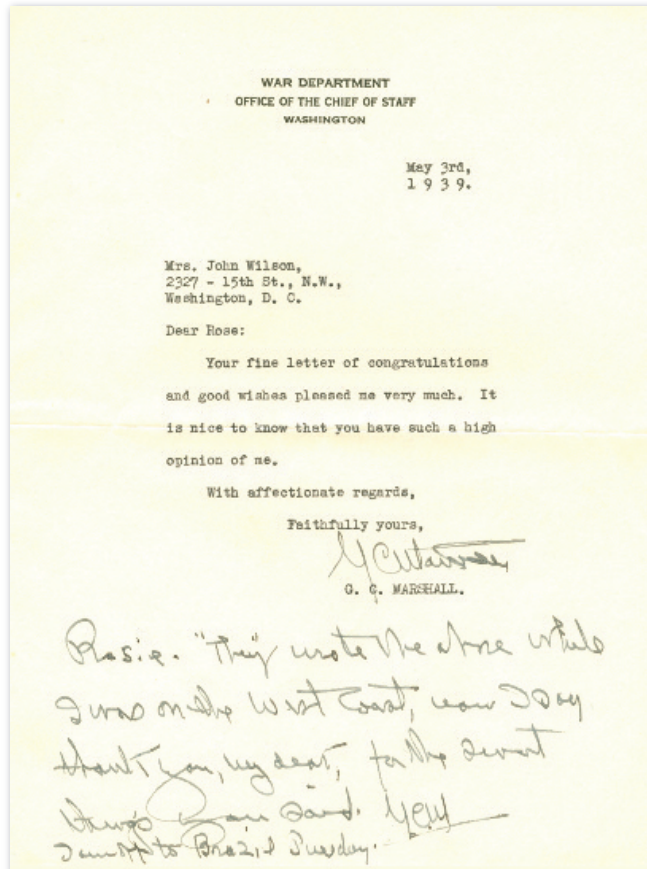 WAR DEPARTMENT
OFFICE OF THE CHIEF OF STAFF
WASHINGTON
May 3rd,
1 9 3 9.
Mrs. John Wilson,
2327 - 15th St., N.W.,
Washington, D. C.
Dear Rose:
Your fine letter of congratulations
and good wishes pleased me very much. It
is nice to know that you have such a high
opinion of me.
With affectionate regards,
Faithfully yours,
G. C. MARSHALL.
Rosie. "They" wrote the above while
I was on the West Coast, now I say
thank you, my dear, for the sweet
things you said. GCM
I am off to Brazil Tuesday.